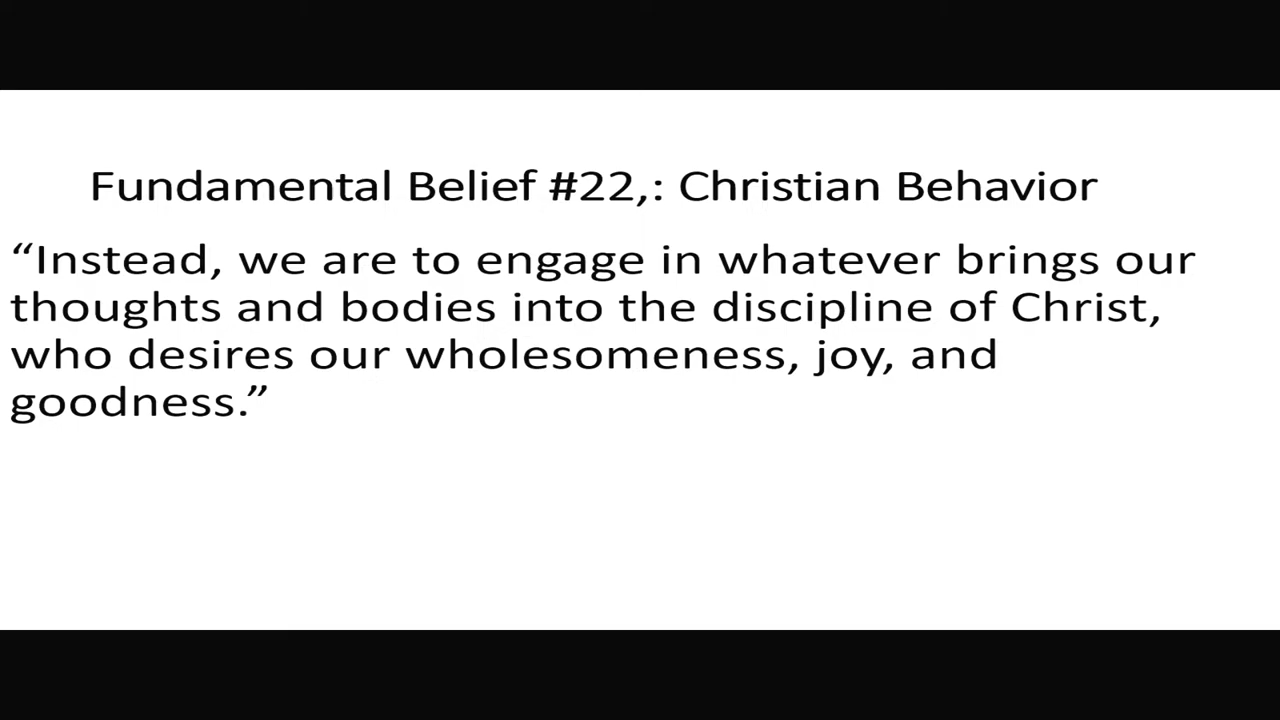 Fundamental Belief #22,: Christian Behavior
“Instead, we are to engage in whatever brings our
thoughts and bodies into the discipline of Christ,
who desires our wholesomeness, joy, and
goodness.”